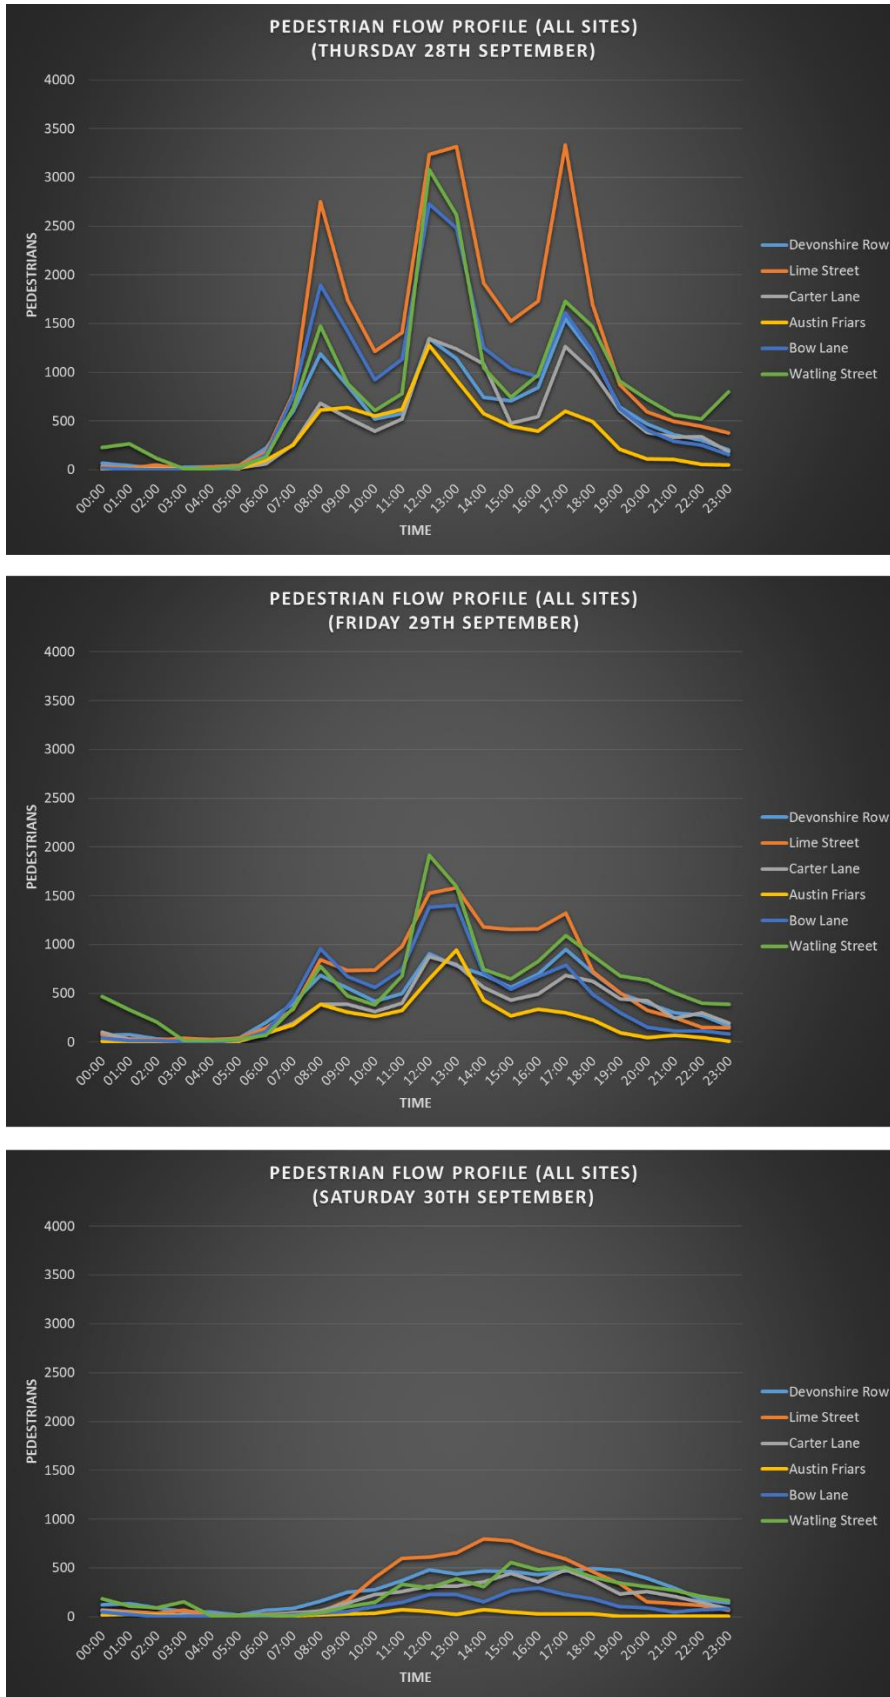 PEDESTRIAN FLOW PROFILE (ALL SITES)
(THURSDAY 28TH SEPTEMBER)
4000
3500
3000
2500
2000
1500
1000
500
0
PEDESTRIANS
00:00 01:00 02:00 03:00 04:00 05:00 06:00 07:00 08:00 09:00 10:00 11:00 12:00 13:00 14:00 15:00 16:00 17:00 18:00 19:00 20:00 21:00 22:00 23:00
TIME
Devonshire Row
Lime Street
Carter Lane
Austin Friars
Bow Lane
Watling Street
PEDESTRIAN FLOW PROFILE (ALL SITES)
(FRIDAY 29TH SEPTEMBER)
4000
3500
3000
2500
2000
1500
1000
500
0
PEDESTRIANS
00:00 01:00 02:00 03:00 04:00 05:00 06:00 07:00 08:00 09:00 10:00 11:00 12:00 13:00 14:00 15:00 16:00 17:00 18:00 19:00 20:00 21:00 22:00 23:00
TIME
Devonshire Row
Lime Street
Carter Lane
Austin Friars
Bow Lane
Watling Street
PEDESTRIAN FLOW PROFILE (ALL SITES)
(SATURDAY 30TH SEPTEMBER)
4000
3500
3000
2500
2000
1500
1000
500
0
PEDESTRIANS
00:00 01:00 02:00 03:00 04:00 05:00 06:00 07:00 08:00 09:00 10:00 11:00 12:00 13:00 14:00 15:00 16:00 17:00 18:00 19:00 20:00 21:00 22:00 23:00
TIME
Devonshire Row
Lime Street
Carter Lane
Austin Friars
Bow Lane
Watling Street